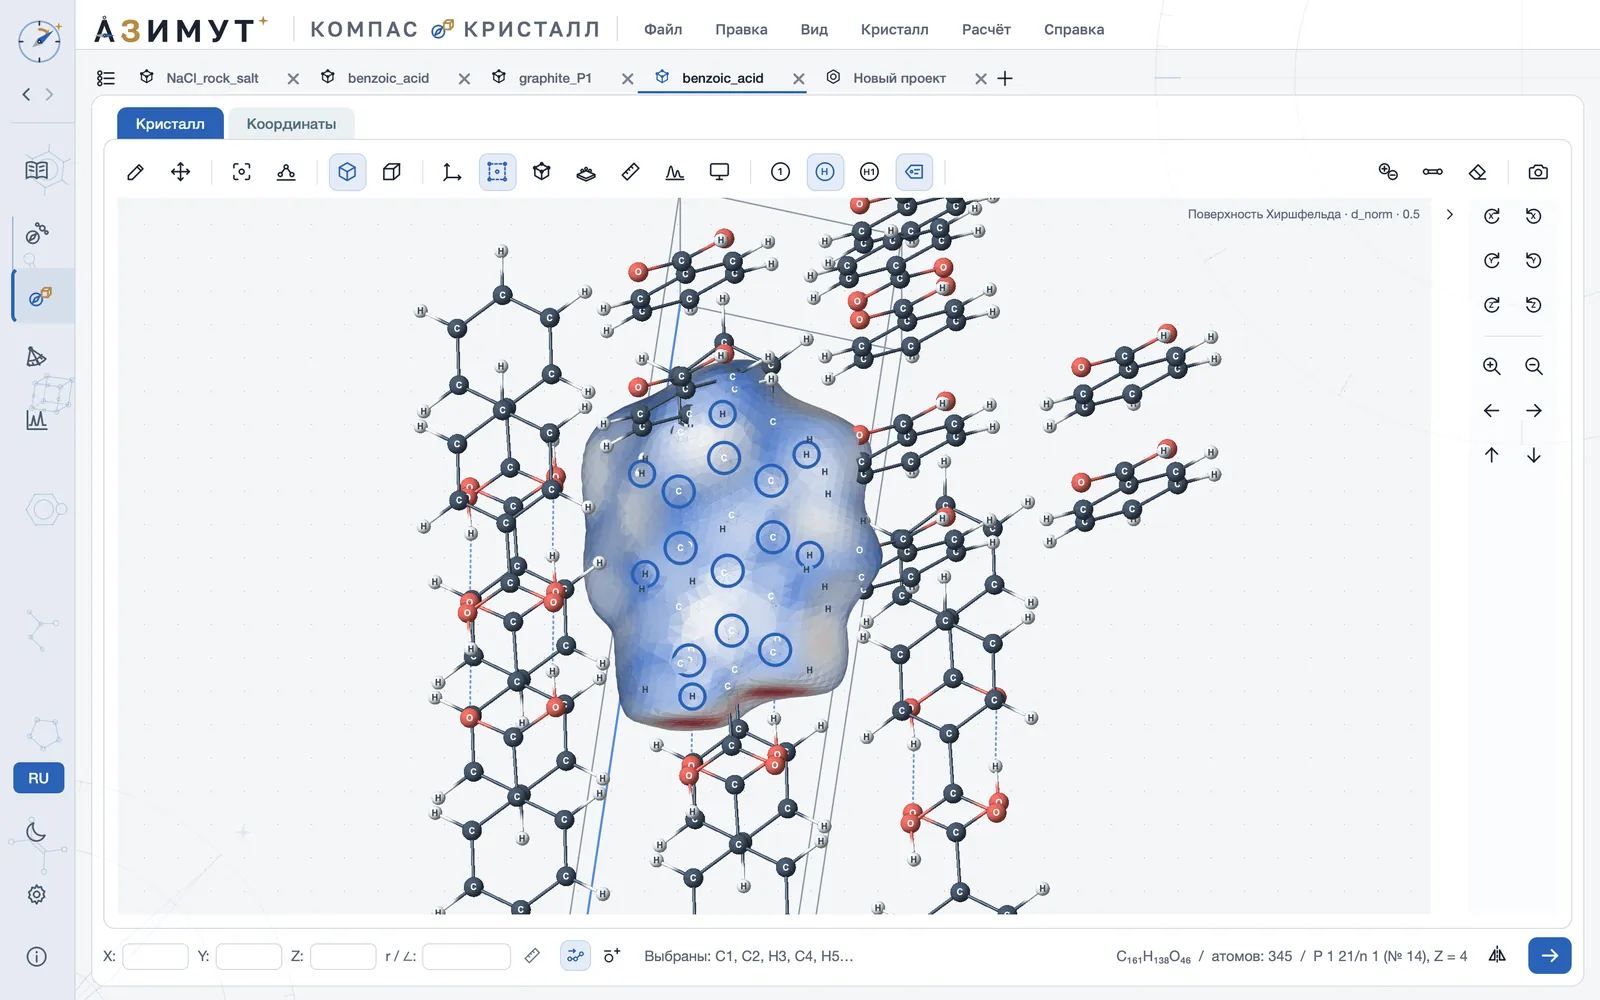 АЗИМУТ
КОМПАС КРИСТАЛЛ
Файл Правка Вид Кристалл Расчёт Справка
NaCl_rock_salt benzoic_acid graphite_P1 benzoic_acid Новый проект
Кристалл Координаты
1 H H1
Поверхность Хиршфельда · d_norm · 0.5
X X
Y Y
Z Z
RU
X: Y: Z: r / ∠: Выбраны: C1, C2, H3, C4, H5… C₁₆₁H₁₃₈O₄₆ / атомов: 345 / P 1 21/n 1 (№ 14), Z = 4